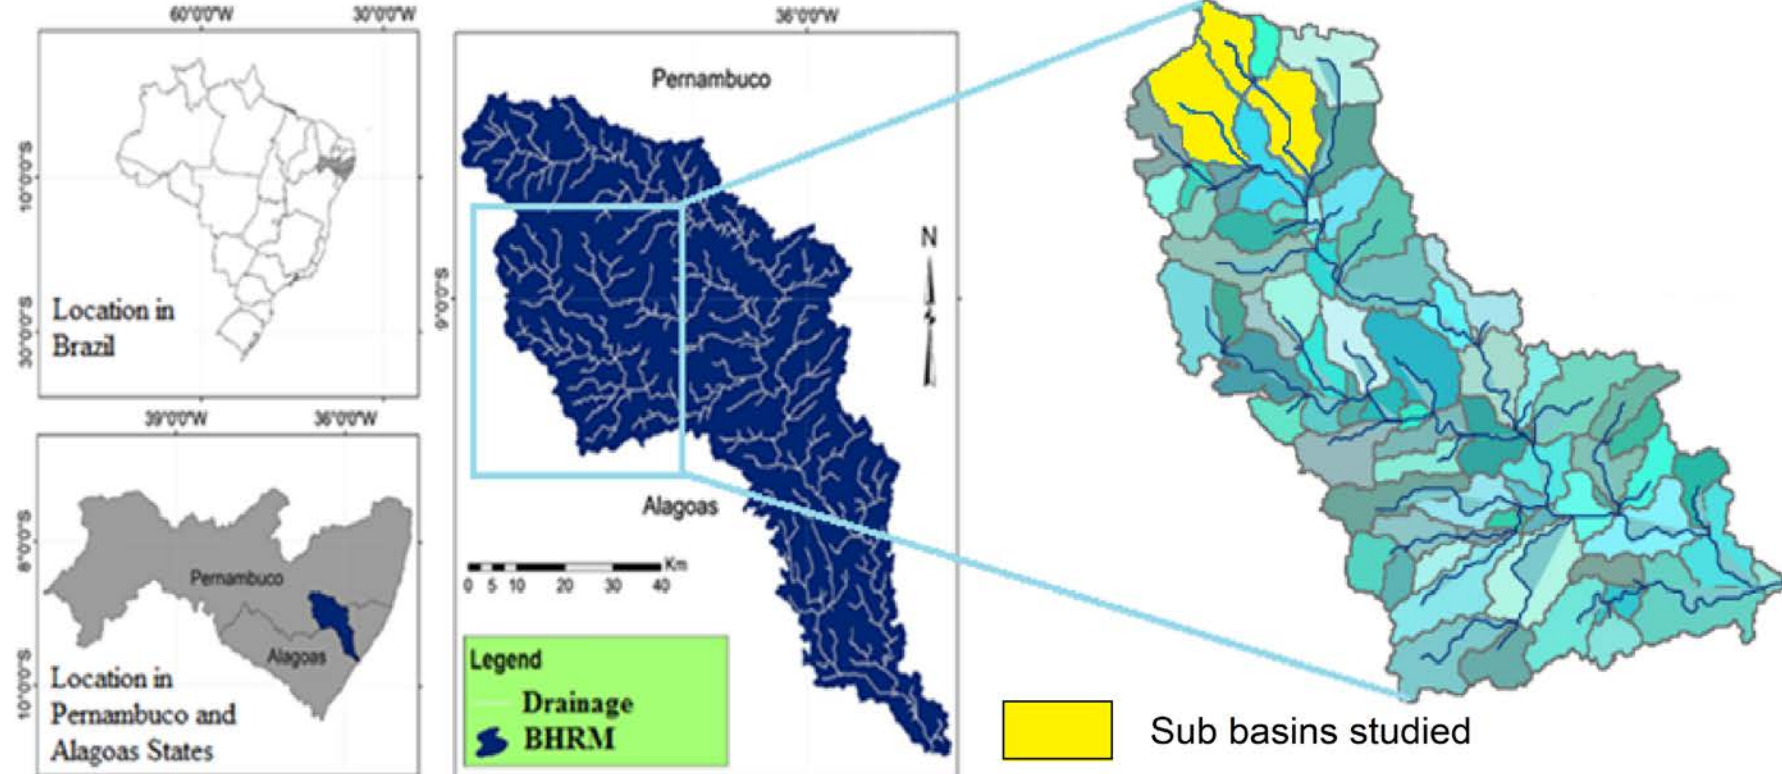 60°0'0"W
30°0'0"W
10°0'0"S
30°0'0"S
Location in
Brazil
39°0'0"W
36°0'0"W
8°0'0"S
10°0'0"S
Pernambuco
Alagoas
Location in
Pernambuco and
Alagoas States
36°0'0"W
9°0'0"S
Pernambuco
N
Alagoas
Km
0 5 10 20 30 40
Legend
Drainage
BHRM
Sub basins studied